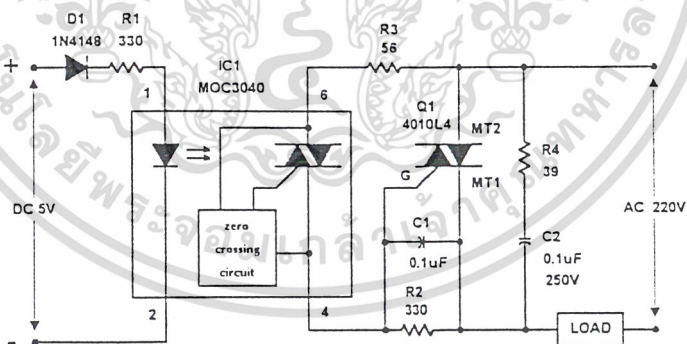 D1
1N4148
R1
330
IC1
MOC3040
R3
56
+
1
6
Q1
4010L4
MT2
R4
39
G
MT1
DC 5V
zero
crossing
circuit
C1
0.1uF
C2
0.1uF
250V
AC 220V
2
4
R2
330
LOAD
-